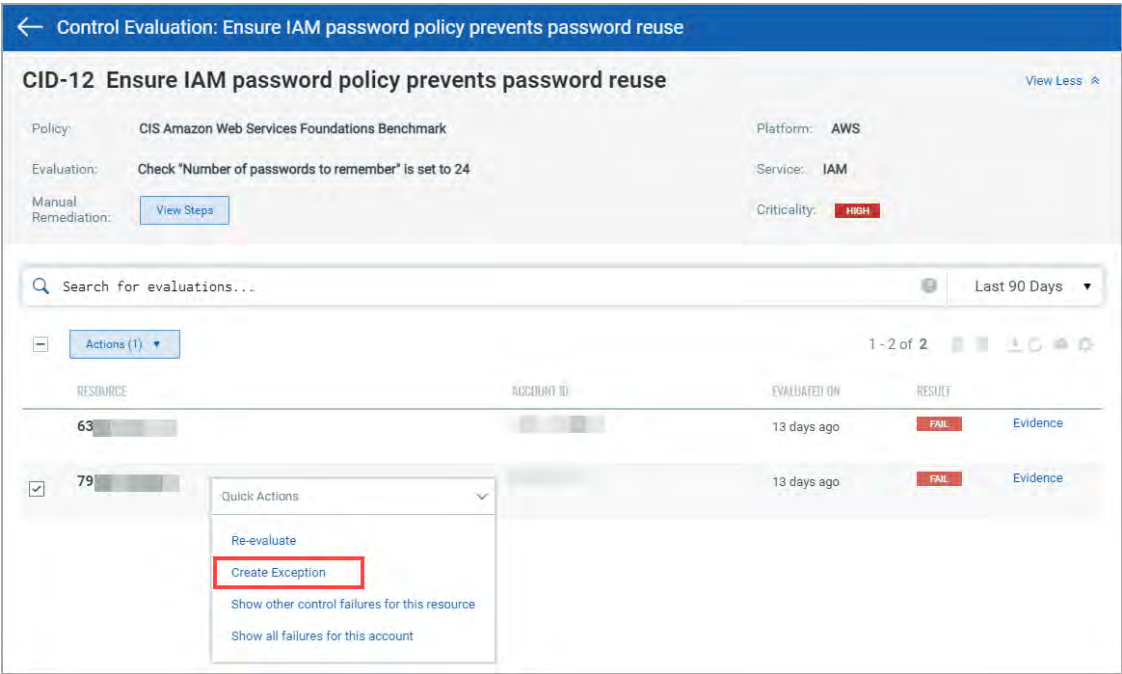 Control Evaluation: Ensure IAM password policy prevents password reuse
CID-12 Ensure IAM password policy prevents password reuse
View Less
Policy: CIS Amazon Web Services Foundations Benchmark
Platform: AWS
Evaluation: Check "Number of passwords to remember" is set to 24
Service: IAM
Manual Remediation:
View Steps
Criticality: HIGH
Search for evaluations...
Last 90 Days
Actions (1)
1 - 2 of 2
RESOURCE ACCOUNT ID EVALUATED ON RESULT
63 13 days ago FAIL Evidence
79 13 days ago FAIL Evidence
Quick Actions
Re-evaluate
Create Exception
Show other control failures for this resource
Show all failures for this account